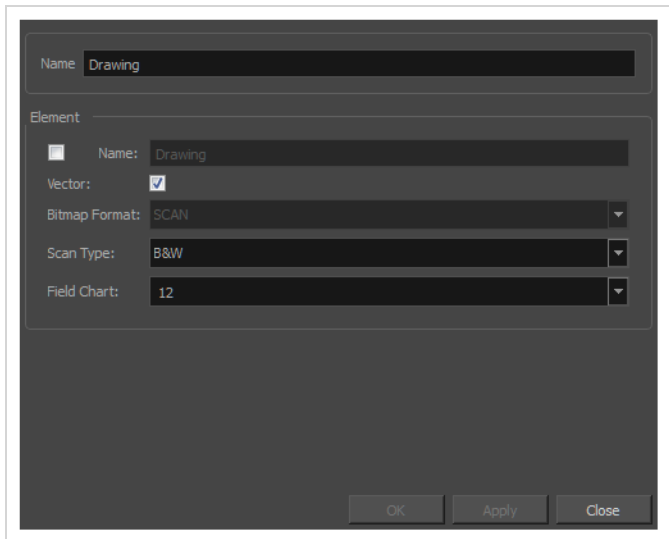 Name Drawing
Element
Name: Drawing
Vector:
Bitmap Format: SCAN
Scan Type: B&W
Field Chart: 12
OK Apply Close